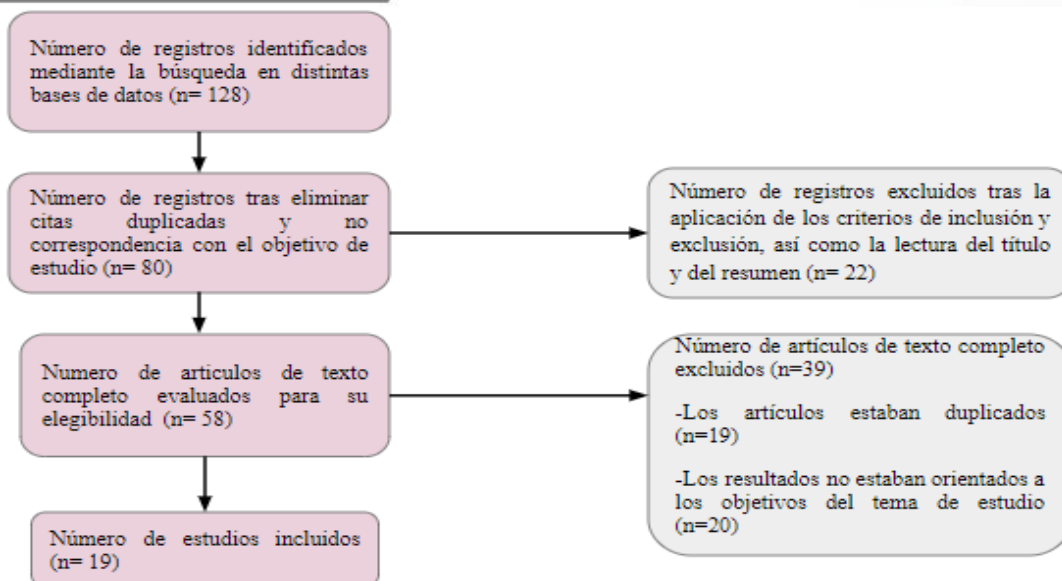 Número de registros identificados
mediante la búsqueda en distintas
bases de datos (n= 128)
Número de registros tras eliminar
citas duplicadas y no
correspondencia con el objetivo de
estudio (n= 80)
Número de registros excluidos tras la
aplicación de los criterios de inclusión y
exclusión, así como la lectura del título
y del resumen (n= 22)
Numero de articulos de texto
completo evaluados para su
elegibilidad (n= 58)
Número de artículos de texto completo
excluidos (n=39)
-Los artículos estaban duplicados
(n=19)
-Los resultados no estaban orientados a
los objetivos del tema de estudio
(n=20)
Número de estudios incluidos
(n= 19)